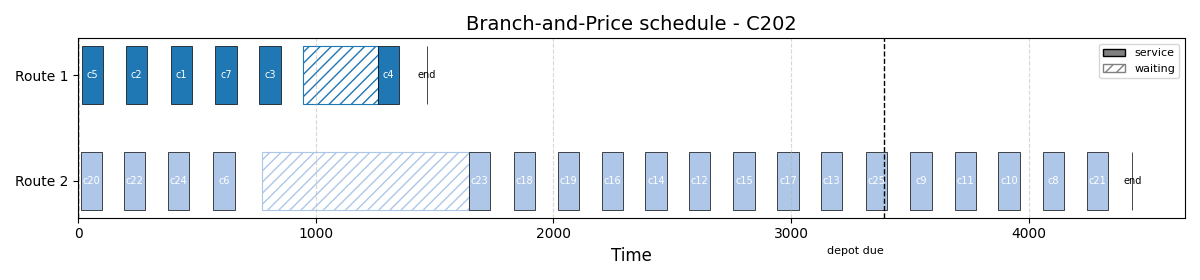 Branch-and-Price schedule - C202
Route 1
c5 c2 c1 c7 c3 c4 end
service
waiting
Route 2
c20 c22 c24 c6 c23 c18 c19 c16 c14 c12 c15 c17 c13 c25 c9 c11 c10 c8 c21 end
0 1000 2000 3000 4000
depot due
Time